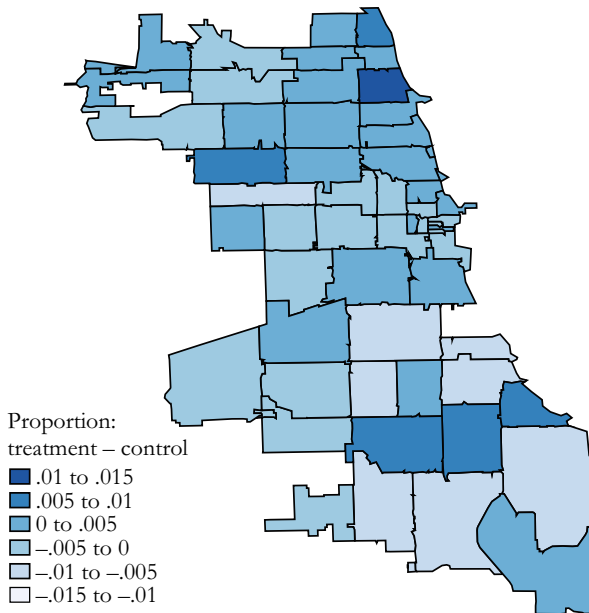 Proportion:
treatment – control
.01 to .015
.005 to .01
0 to .005
–.005 to 0
–.01 to –.005
–.015 to –.01